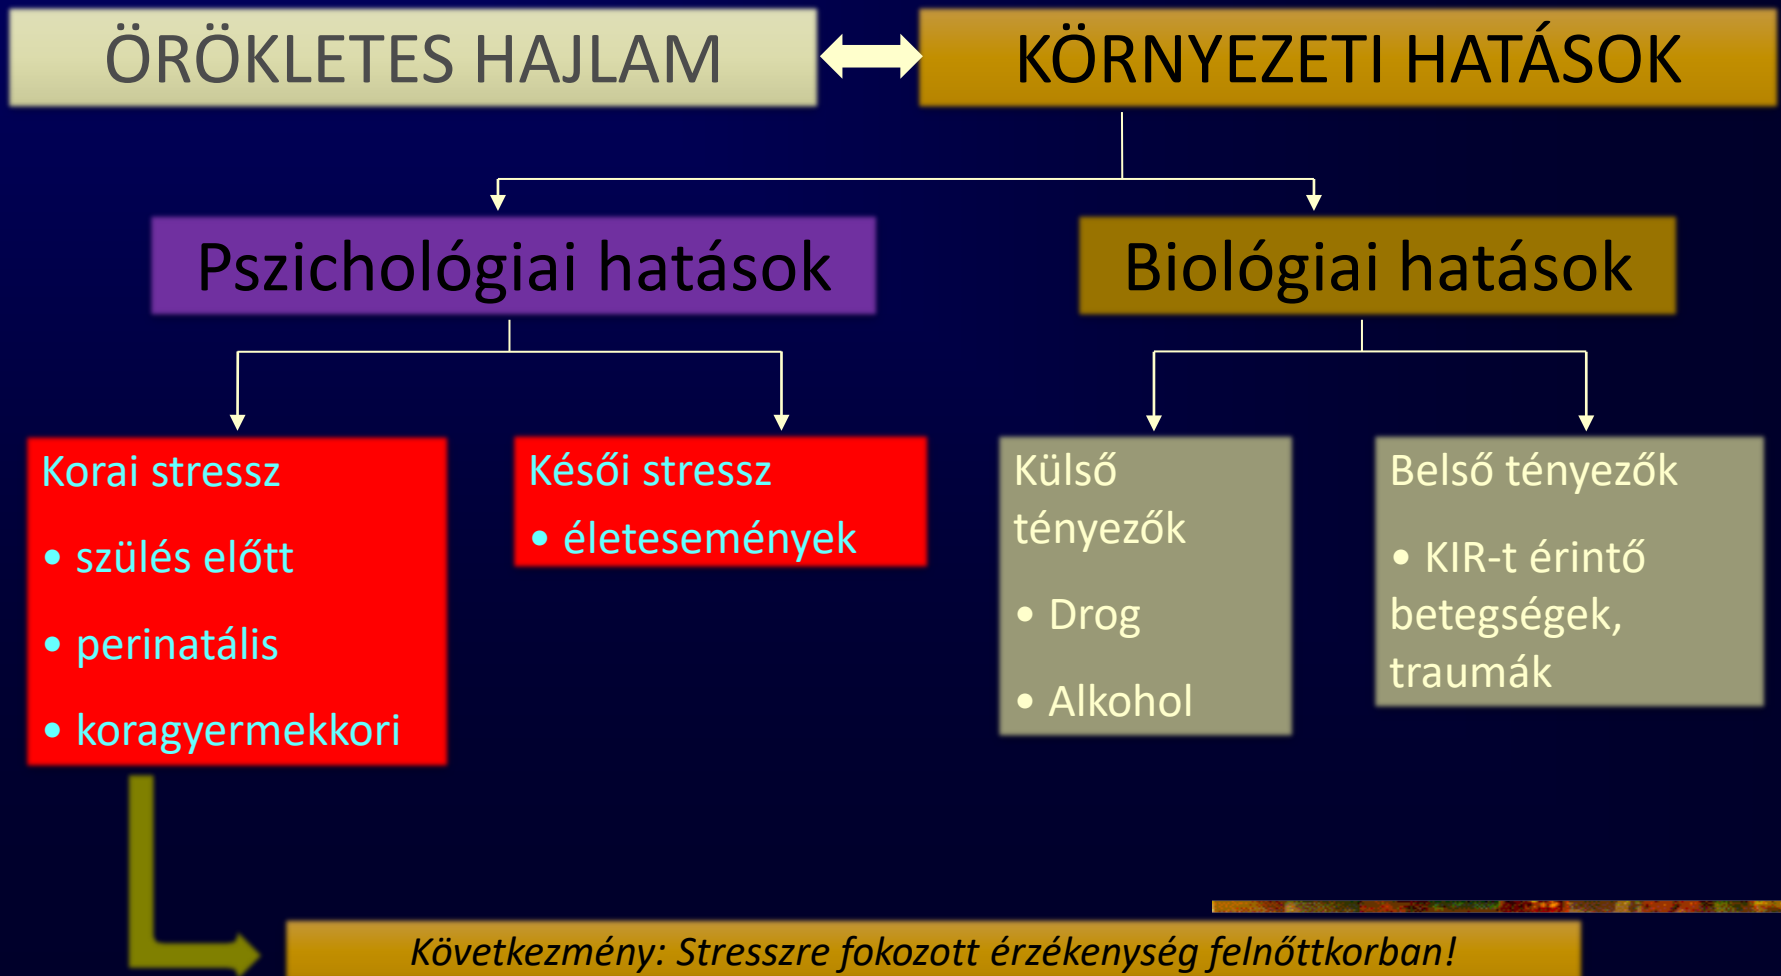 ÖRÖKLETES HAJLAM
KÖRNYEZETI HATÁSOK
Pszichológiai hatások
Biológiai hatások
Korai stressz
• szülés előtt
• perinatális
• koragyermekkori
Késői stressz
• életesemények
Külső
tényezők
• Drog
• Alkohol
Belső tényezők
• KIR-t érintő
betegségek,
traumák
Következmény: Stresszre fokozott érzékenység felnőttkorban!